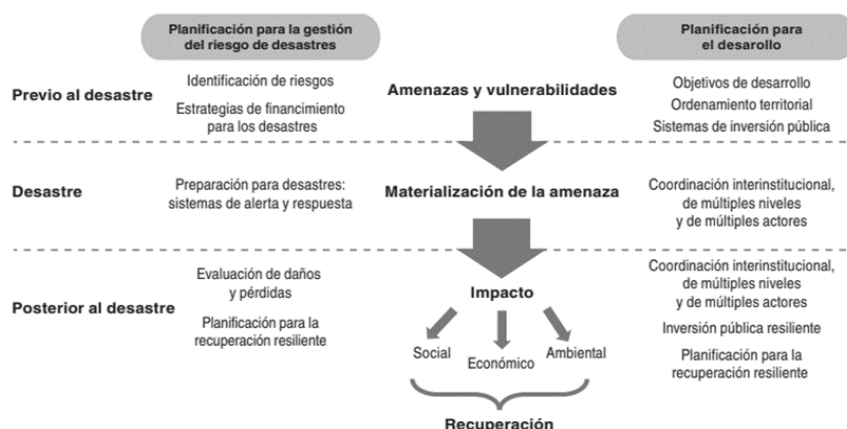 Planificación para la gestión
del riesgo de desastres
Planificación para
el desarollo
Previo al desastre
Identificación de riesgos
Estrategias de financimiento
para los desastres
Amenazas y vulnerabilidades
Objetivos de desarrollo
Ordenamiento territorial
Sistemas de inversión pública
Desastre
Preparación para desastres:
sistemas de alerta y respuesta
Materialización de la amenaza
Coordinación interinstitucional,
de múltiples niveles
y de múltiples actores
Posterior al desastre
Evaluación de daños
y pérdidas
Planificación para la
recuperación resiliente
Impacto
Social
Económico
Ambiental
Recuperación
Coordinación interinstitucional,
de múltiples niveles
y de múltiples actores
Inversión pública resiliente
Planificación para la
recuperación resiliente